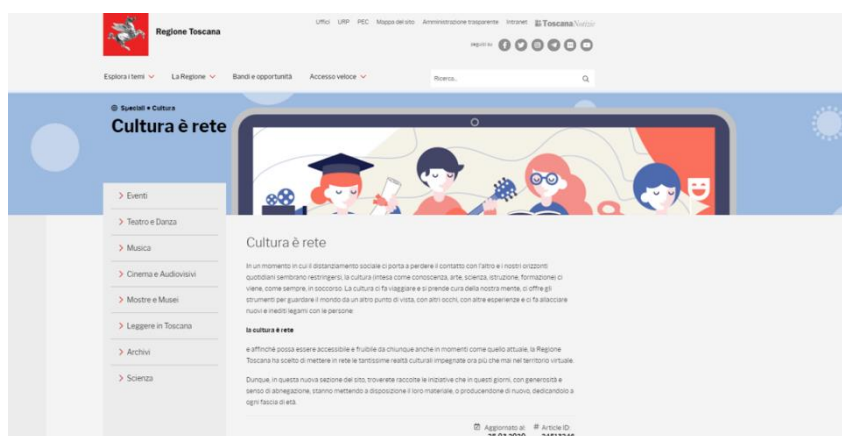 Regione Toscana
Uffici URP PEC Mappa del sito Amministrazione trasparente Intranet ToscanaNotizie
seguici su
Esplora i temi La Regione Bandi e opportunità Accesso veloce
Ricerca...
Speciali • Cultura
Cultura è rete
> Eventi
> Teatro e Danza
> Musica
> Cinema e Audiovisivi
> Mostre e Musei
> Leggere in Toscana
> Archivi
> Scienza
Cultura è rete
In un momento in cui il distanziamento sociale ci porta a perdere il contatto con l'altro e i nostri orizzonti
quotidiani sembrano restringersi, la cultura (intesa come conoscenza, arte, scienza, istruzione, formazione) ci
viene, come sempre, in soccorso. La cultura ci fa viaggiare e si prende cura della nostra mente, ci offre gli
strumenti per guardare il mondo da un altro punto di vista, con altri occhi, con altre esperienze e ci fa allacciare
nuovi e inediti legami con le persone
la cultura è rete
e affinché possa essere accessibile e fruibile da chiunque anche in momenti come quello attuale, la Regione
Toscana ha scelto di mettere in rete le tantissime realtà culturali impegnate ora più che mai nel territorio virtuale.
Dunque, in questa nuova sezione del sito, troverete raccolte le iniziative che in questi giorni, con generosità e
senso di abnegazione, stanno mettendo a disposizione il loro materiale, o producendone di nuovo, dedicandolo a
ogni fascia di età.
Aggiornato al: # Article ID: